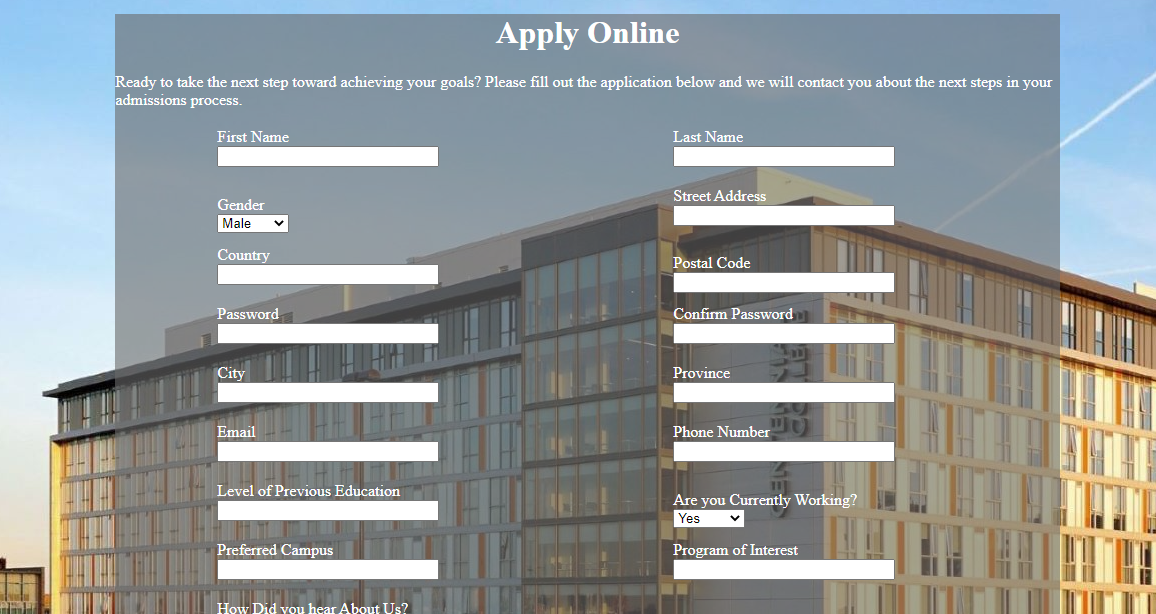 Apply Online
Ready to take the next step toward achieving your goals? Please fill out the application below and we will contact you about the next steps in your
admissions process.
First Name
Last Name
Gender
Male
Street Address
Country
Postal Code
Password
Confirm Password
City
Province
Email
Phone Number
Level of Previous Education
Are you Currently Working?
Yes
Preferred Campus
Program of Interest
How Did you hear About Us?